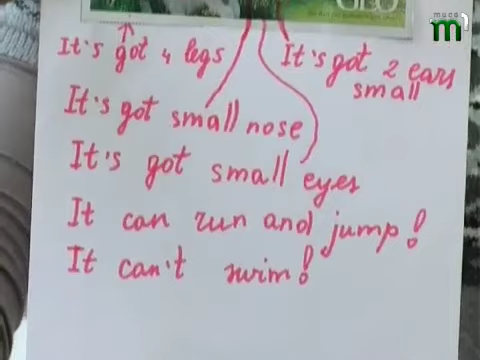 It's got 4 legs
It's got 2 ears
small
It's got small nose
It's got small eyes
It can run and jump!
It can't swim!
m